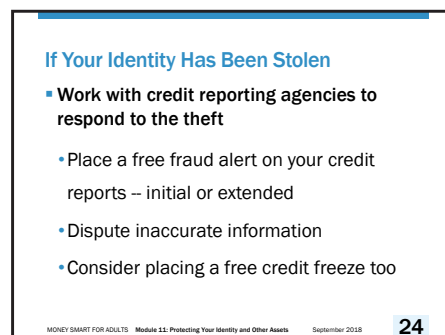 If Your Identity Has Been Stolen
▪ Work with credit reporting agencies to
respond to the theft
• Place a free fraud alert on your credit
reports -- initial or extended
• Dispute inaccurate information
• Consider placing a free credit freeze too
MONEY SMART FOR ADULTS Module 11: Protecting Your Identity and Other Assets September 2018 24